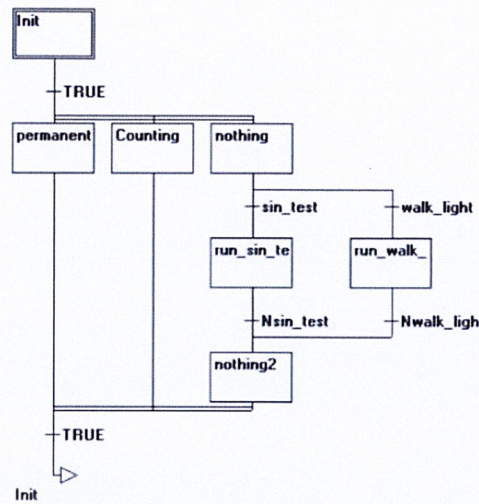 Init
TRUE
permanent
Counting
nothing
sin_test
walk_light
run_sin_te
run_walk_
Nsin_test
Nwalk_ligh
nothing2
TRUE
Init